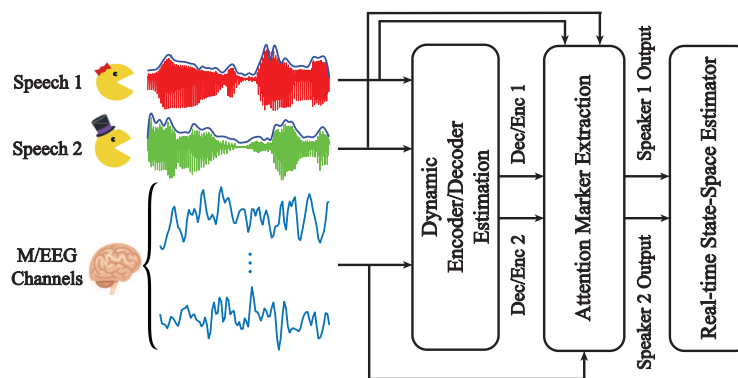 Speech 1
Speech 2
M/EEG
Channels
Dynamic
Encoder/Decoder
Estimation
Dec/Enc 1
Dec/Enc 2
Attention Marker Extraction
Speaker 1 Output
Speaker 2 Output
Real-time State-Space Estimator